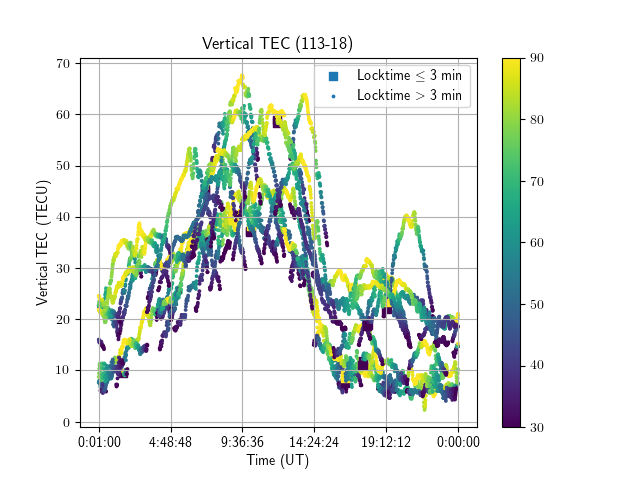 Vertical TEC (113-18)
Locktime ≤ 3 min
Locktime > 3 min
Vertical TEC (TECU)
70
60
50
40
30
20
10
0
0:01:00 4:48:48 9:36:36 14:24:24 19:12:12 0:00:00
Time (UT)
90
80
70
60
50
40
30